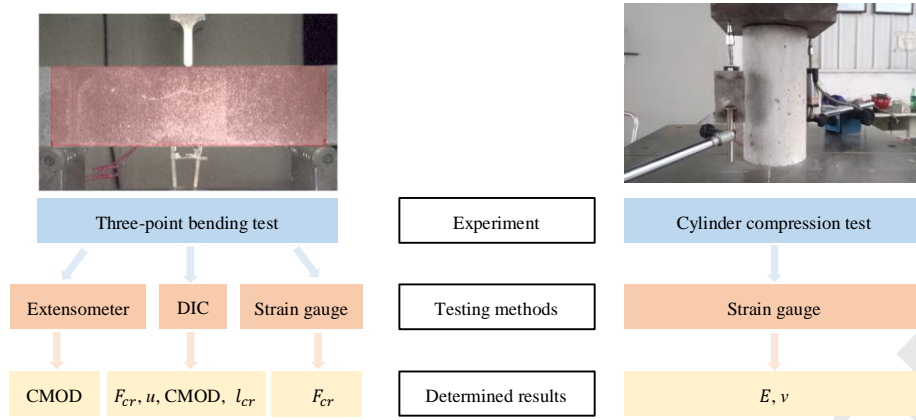 Three-point bending test
Experiment
Cylinder compression test
Extensometer
DIC
Strain gauge
Testing methods
Strain gauge
CMOD
F_cr, u, CMOD, l_cr
F_cr
Determined results
E, v